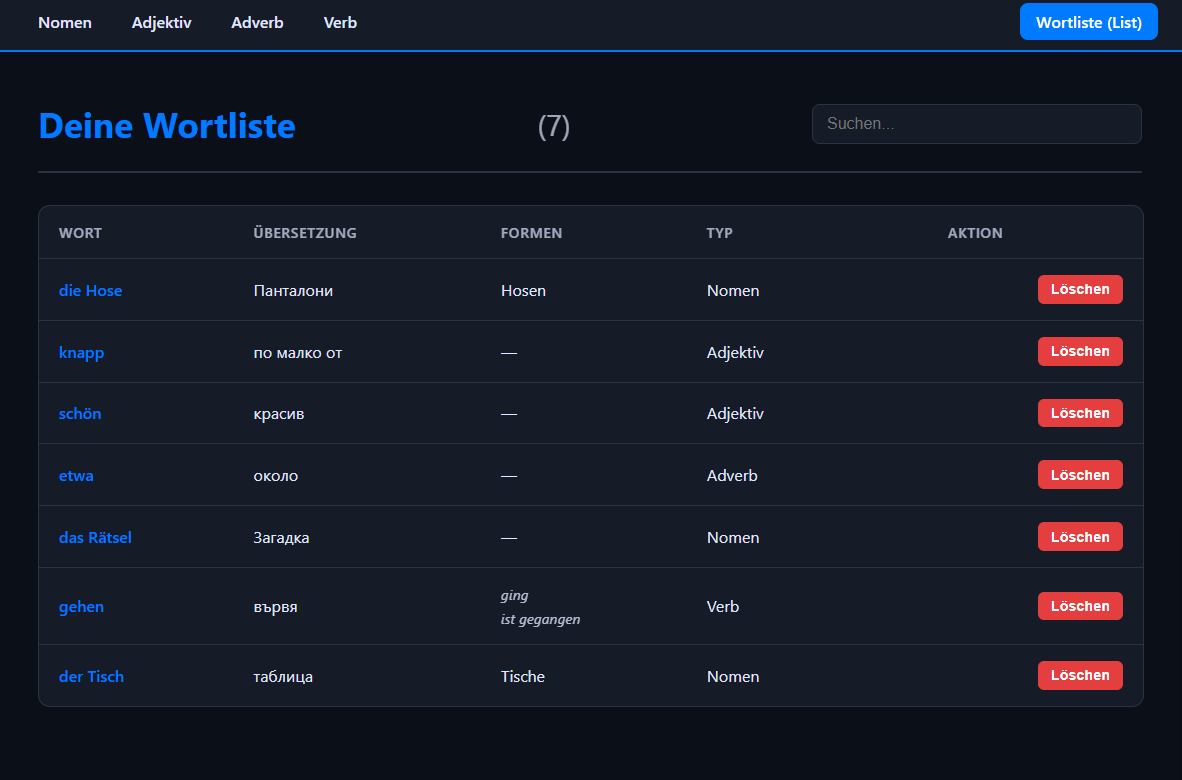 Nomen Adjektiv Adverb Verb Wortliste (List)
Deine Wortliste (7) Suchen...
WORT ÜBERSETZUNG FORMEN TYP AKTION
die Hose Панталони Hosen Nomen Löschen
knapp по малко от — Adjektiv Löschen
schön красив — Adjektiv Löschen
etwa около — Adverb Löschen
das Rätsel Загадка — Nomen Löschen
gehen вървя ging ist gegangen Verb Löschen
der Tisch таблица Tische Nomen Löschen